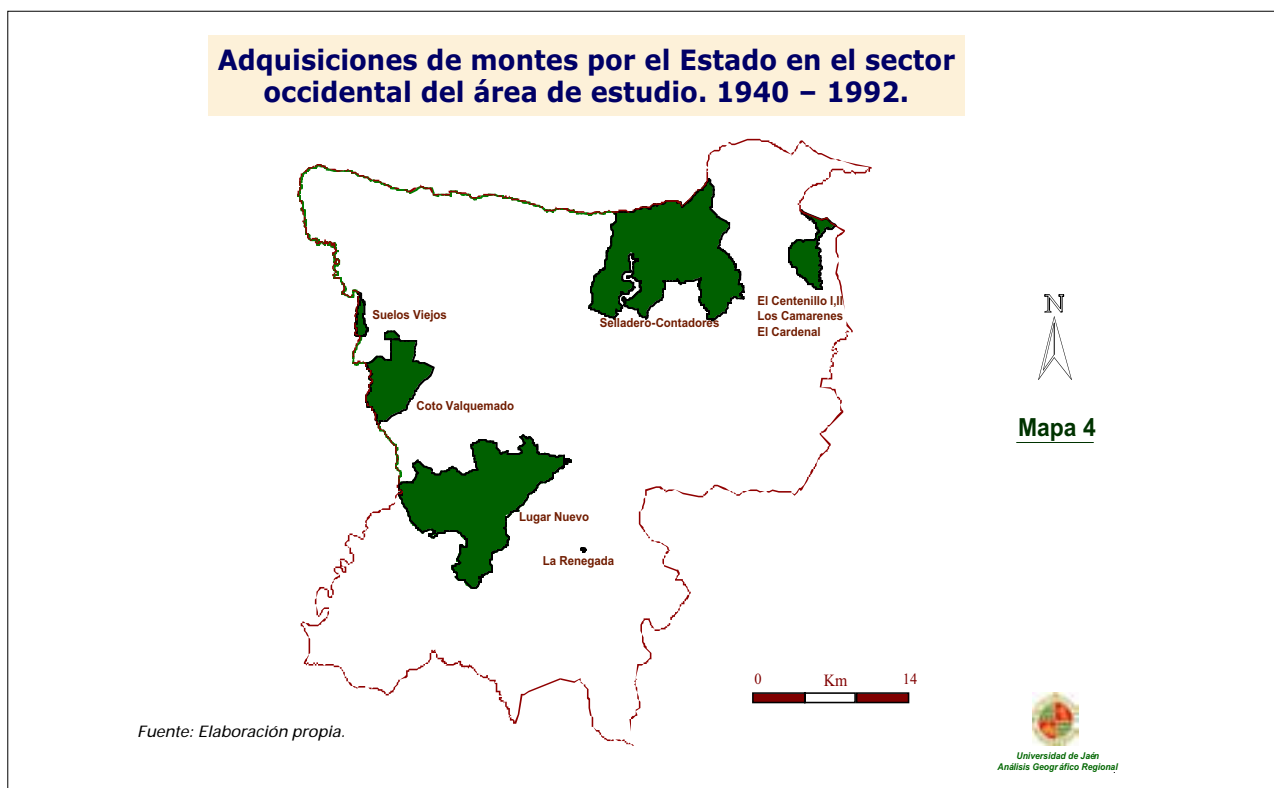 Adquisiciones de montes por el Estado en el sector
occidental del área de estudio. 1940 – 1992.
Suelos Viejos
Coto Valquemado
Selladero-Contadores
El Centenillo I,II
Los Camarenes
El Cardenal
N
Mapa 4
Lugar Nuevo
La Renegada
0 Km 14
Fuente: Elaboración propia.
Universidad de Jaén
Análisis Geográfico Regional